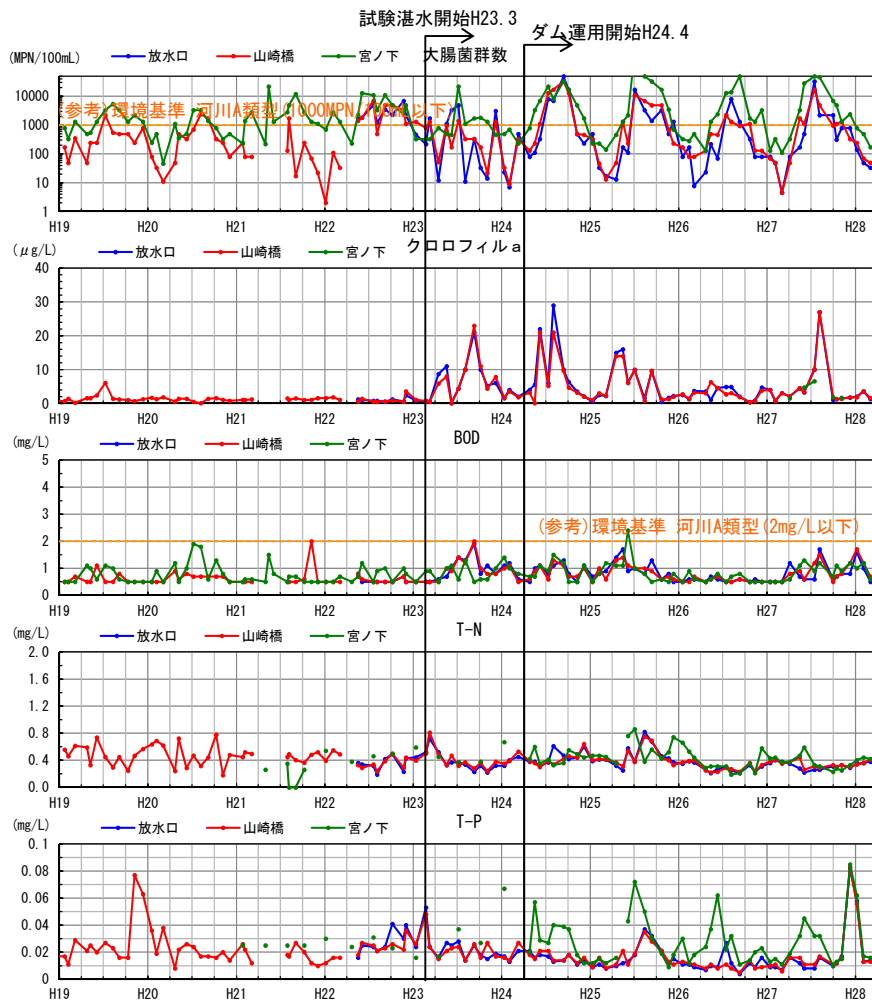 試験湛水開始H23.3
ダム運用開始H24.4
(MPN/100mL) 放水口 山崎橋 宮ノ下 大腸菌群数
10000
1000
100
10
1
(参考)環境基準 河川A類型(1000MPN/100mL以下)
H19 H20 H21 H22 H23 H24 H25 H26 H27 H28
(μg/L) 放水口 山崎橋 宮ノ下 クロロフィルa
40
30
20
10
0
H19 H20 H21 H22 H23 H24 H25 H26 H27 H28
(mg/L) 放水口 山崎橋 宮ノ下 BOD
5
4
3
2
1
0
(参考)環境基準 河川A類型(2mg/L以下)
H19 H20 H21 H22 H23 H24 H25 H26 H27 H28
(mg/L) 放水口 山崎橋 宮ノ下 T-N
2.0
1.6
1.2
0.8
0.4
0.0
H19 H20 H21 H22 H23 H24 H25 H26 H27 H28
(mg/L) 放水口 山崎橋 宮ノ下 T-P
0.1
0.08
0.06
0.04
0.02
0
H19 H20 H21 H22 H23 H24 H25 H26 H27 H28